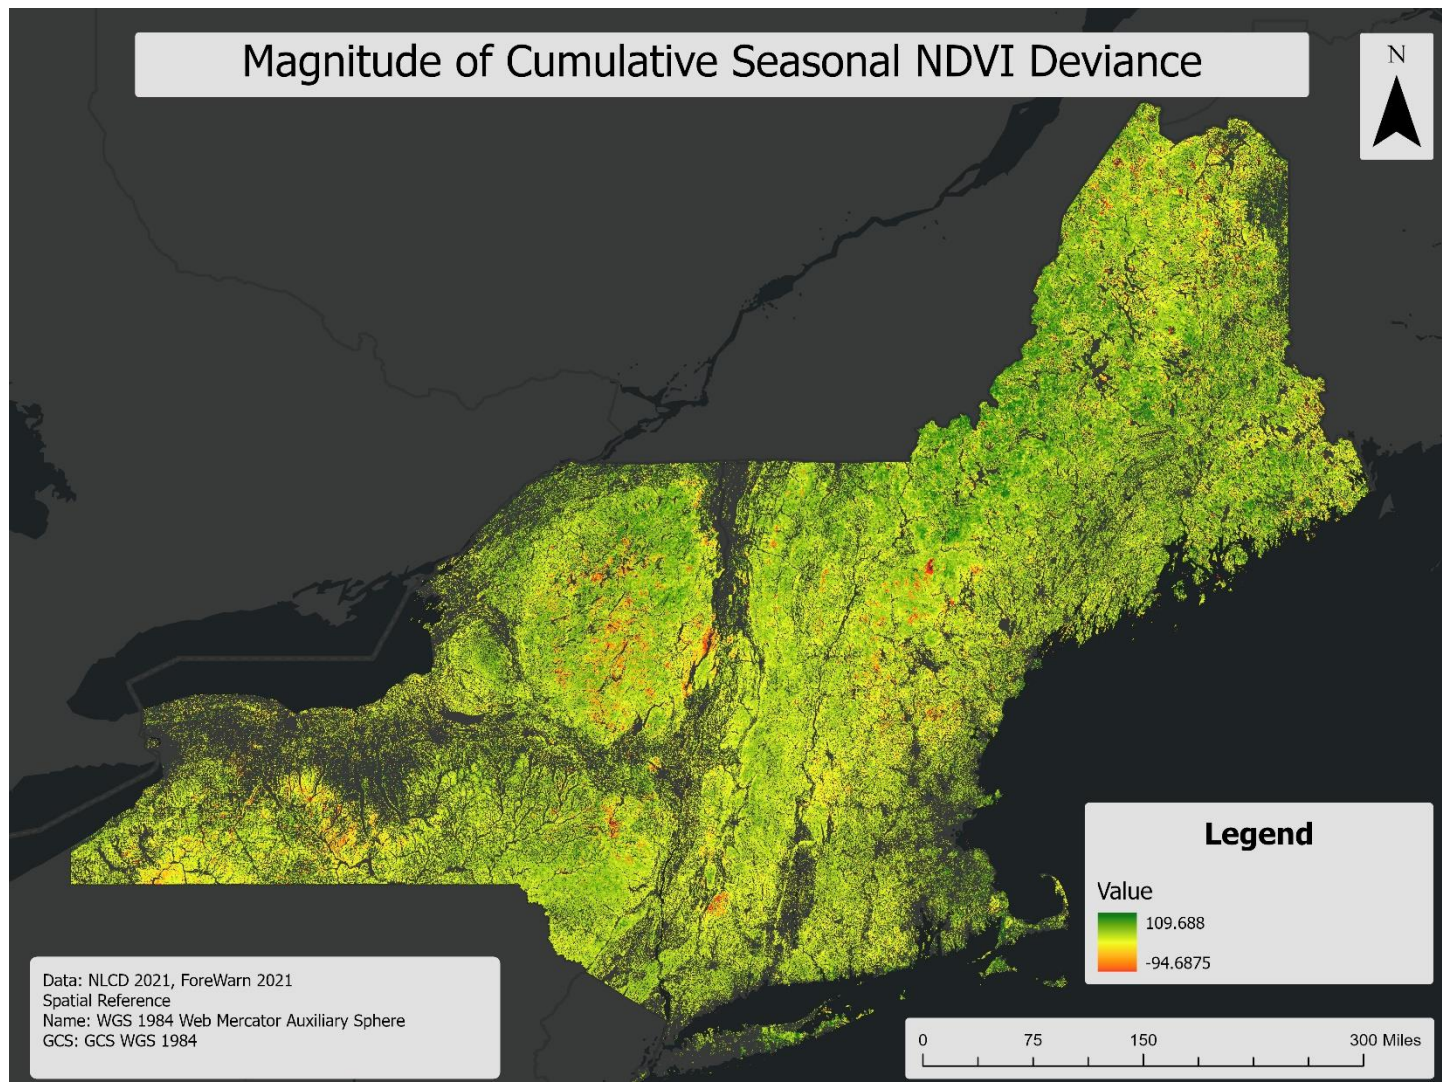 Magnitude of Cumulative Seasonal NDVI Deviance
N
Legend
Value
109.688
-94.6875
Data: NLCD 2021, ForeWarn 2021
Spatial Reference
Name: WGS 1984 Web Mercator Auxiliary Sphere
GCS: GCS WGS 1984
0 75 150 300 Miles